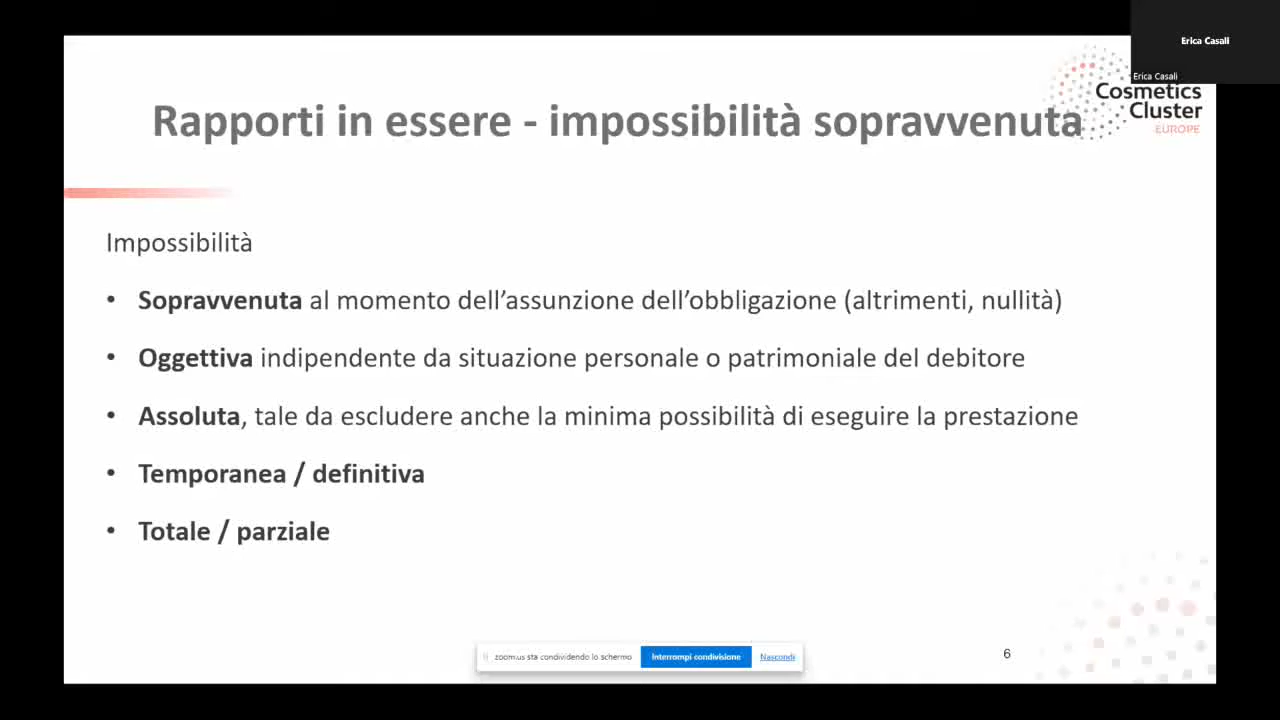 Erica Casali
Erica Casali
Cosmetics
Cluster
EUROPE
Rapporti in essere - impossibilità sopravvenuta
Impossibilità
• Sopravvenuta al momento dell’assunzione dell’obbligazione (altrimenti, nullità)
• Oggettiva indipendente da situazione personale o patrimoniale del debitore
• Assoluta, tale da escludere anche la minima possibilità di eseguire la prestazione
• Temporanea / definitiva
• Totale / parziale
zoom.us sta condividendo lo schermo Interrompi condivisione Nascondi
6